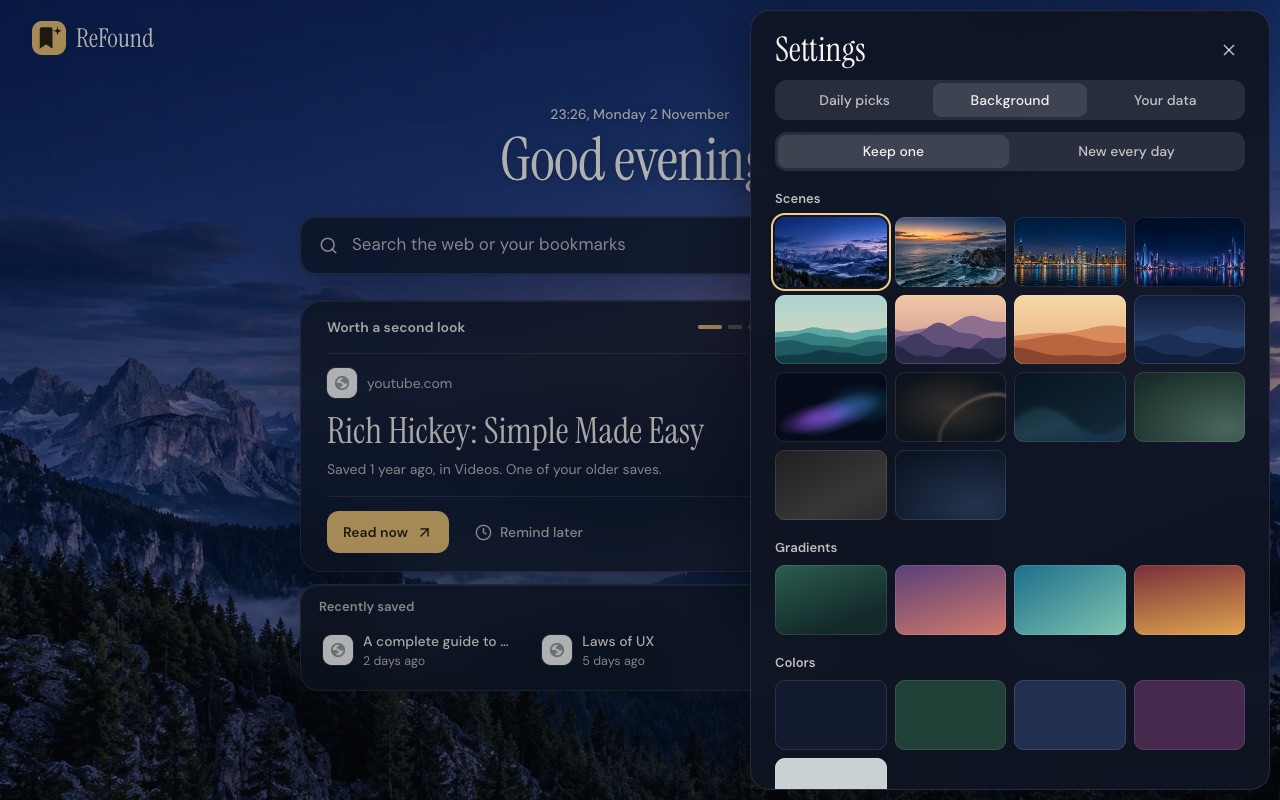 ReFound
23:26, Monday 2 November
Good evening
Search the web or your bookmarks
Worth a second look
youtube.com
Rich Hickey: Simple Made Easy
Saved 1 year ago, in Videos. One of your older saves.
Read now
Remind later
Recently saved
A complete guide to ...
2 days ago
Laws of UX
5 days ago
Settings
Daily picks
Background
Your data
Keep one
New every day
Scenes
Gradients
Colors